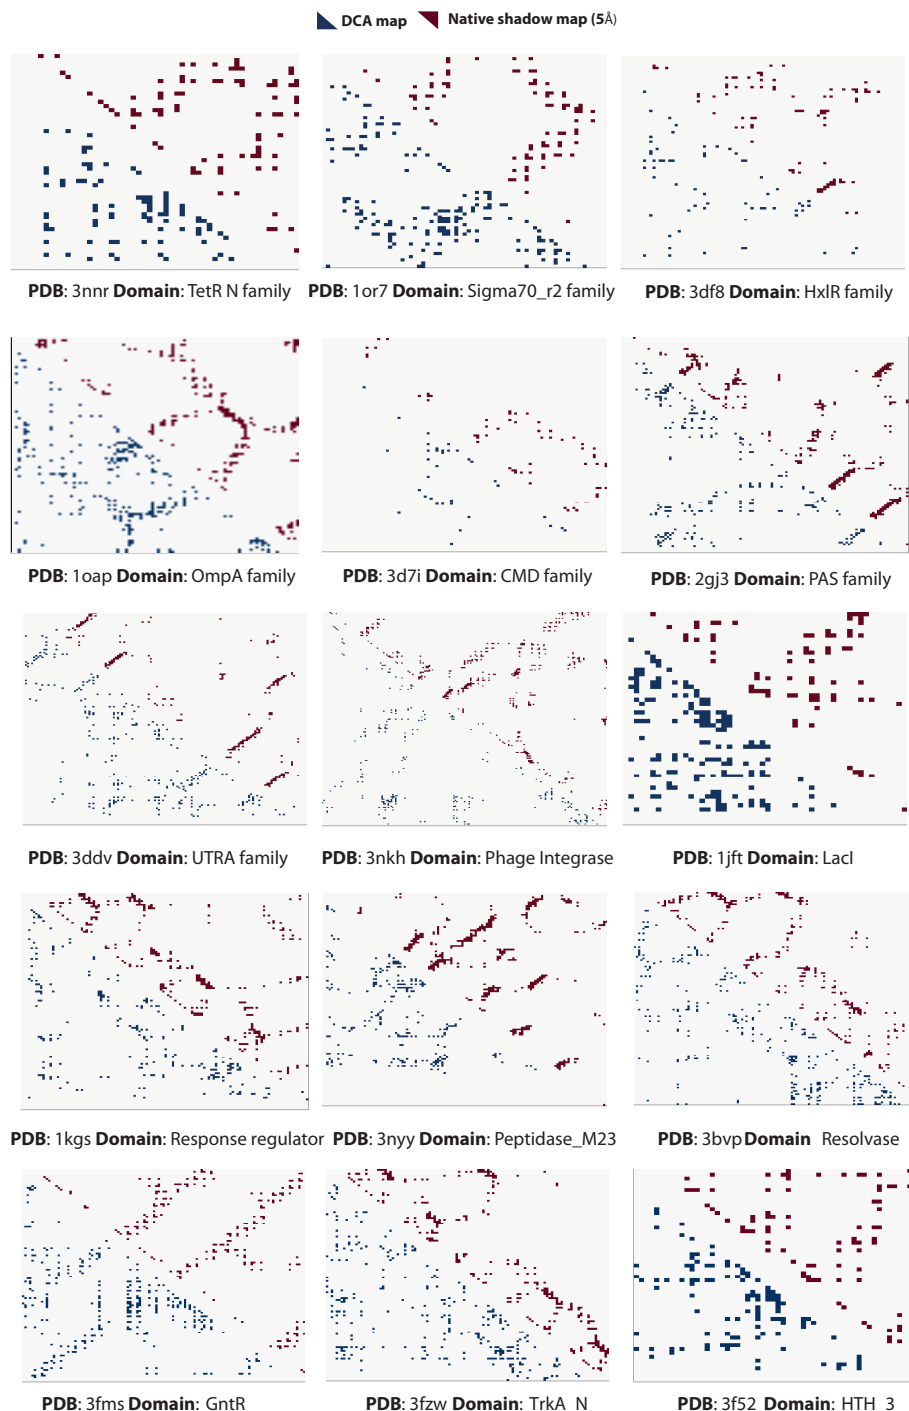 DCA map Native shadow map (5Å)
PDB: 3nnr Domain: TetR N family PDB: 1or7 Domain: Sigma70_r2 family PDB: 3df8 Domain: HxlR family
PDB: 1oap Domain: OmpA family PDB: 3d7i Domain: CMD family PDB: 2gj3 Domain: PAS family
PDB: 3ddv Domain: UTRA family PDB: 3nkh Domain: Phage Integrase PDB: 1jft Domain: LacI
PDB: 1kgs Domain: Response regulator PDB: 3nyy Domain: Peptidase_M23 PDB: 3bvp Domain Resolvase
PDB: 3fms Domain: GntR PDB: 3fzw Domain: TrkA N PDB: 3f52 Domain: HTH 3